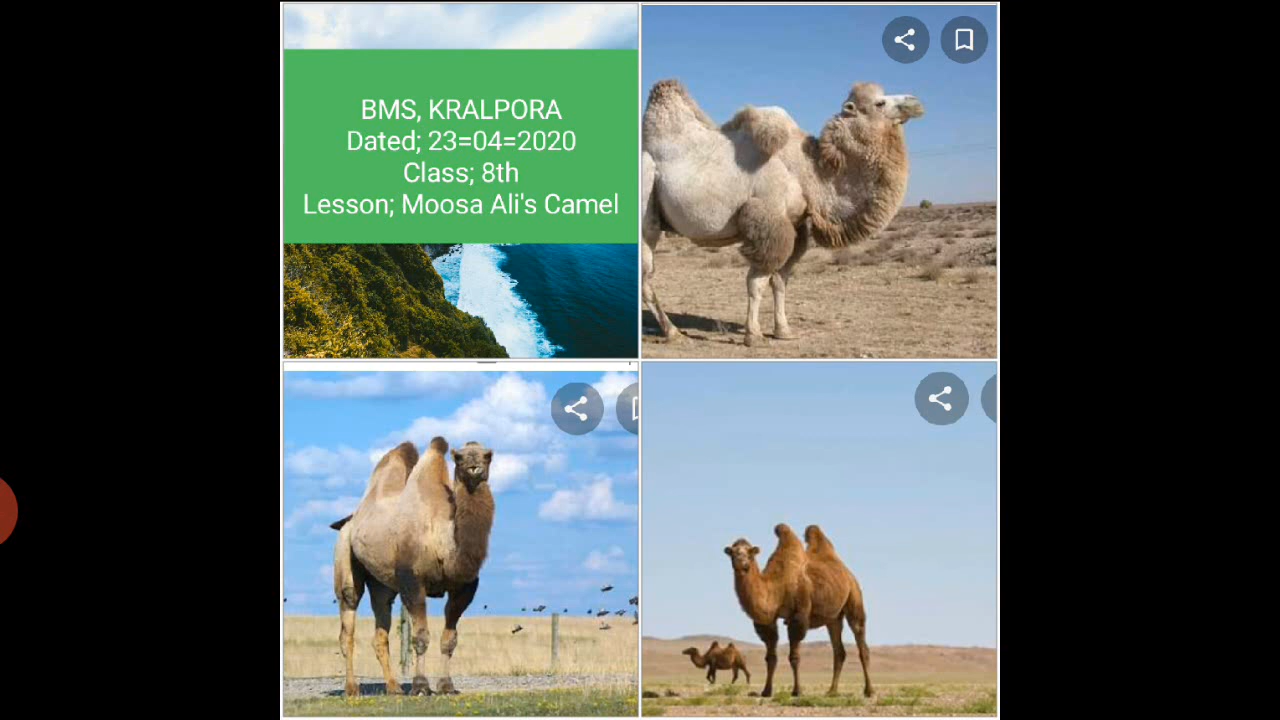 BMS, KRALPORA
Dated; 23=04=2020
Class; 8th
Lesson; Moosa Ali's Camel